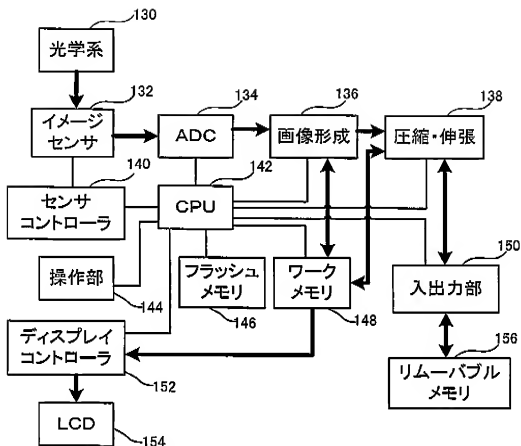 130
光学系
132
134
136
138
イメージ
センサ
ADC
画像形成
圧縮・伸張
140
142
センサ
コントローラ
CPU
150
操作部
フラッシュ
メモリ
ワーク
メモリ
入出力部
144
146
148
156
ディスプレイ
コントローラ
リムーバブル
メモリ
152
LCD
154